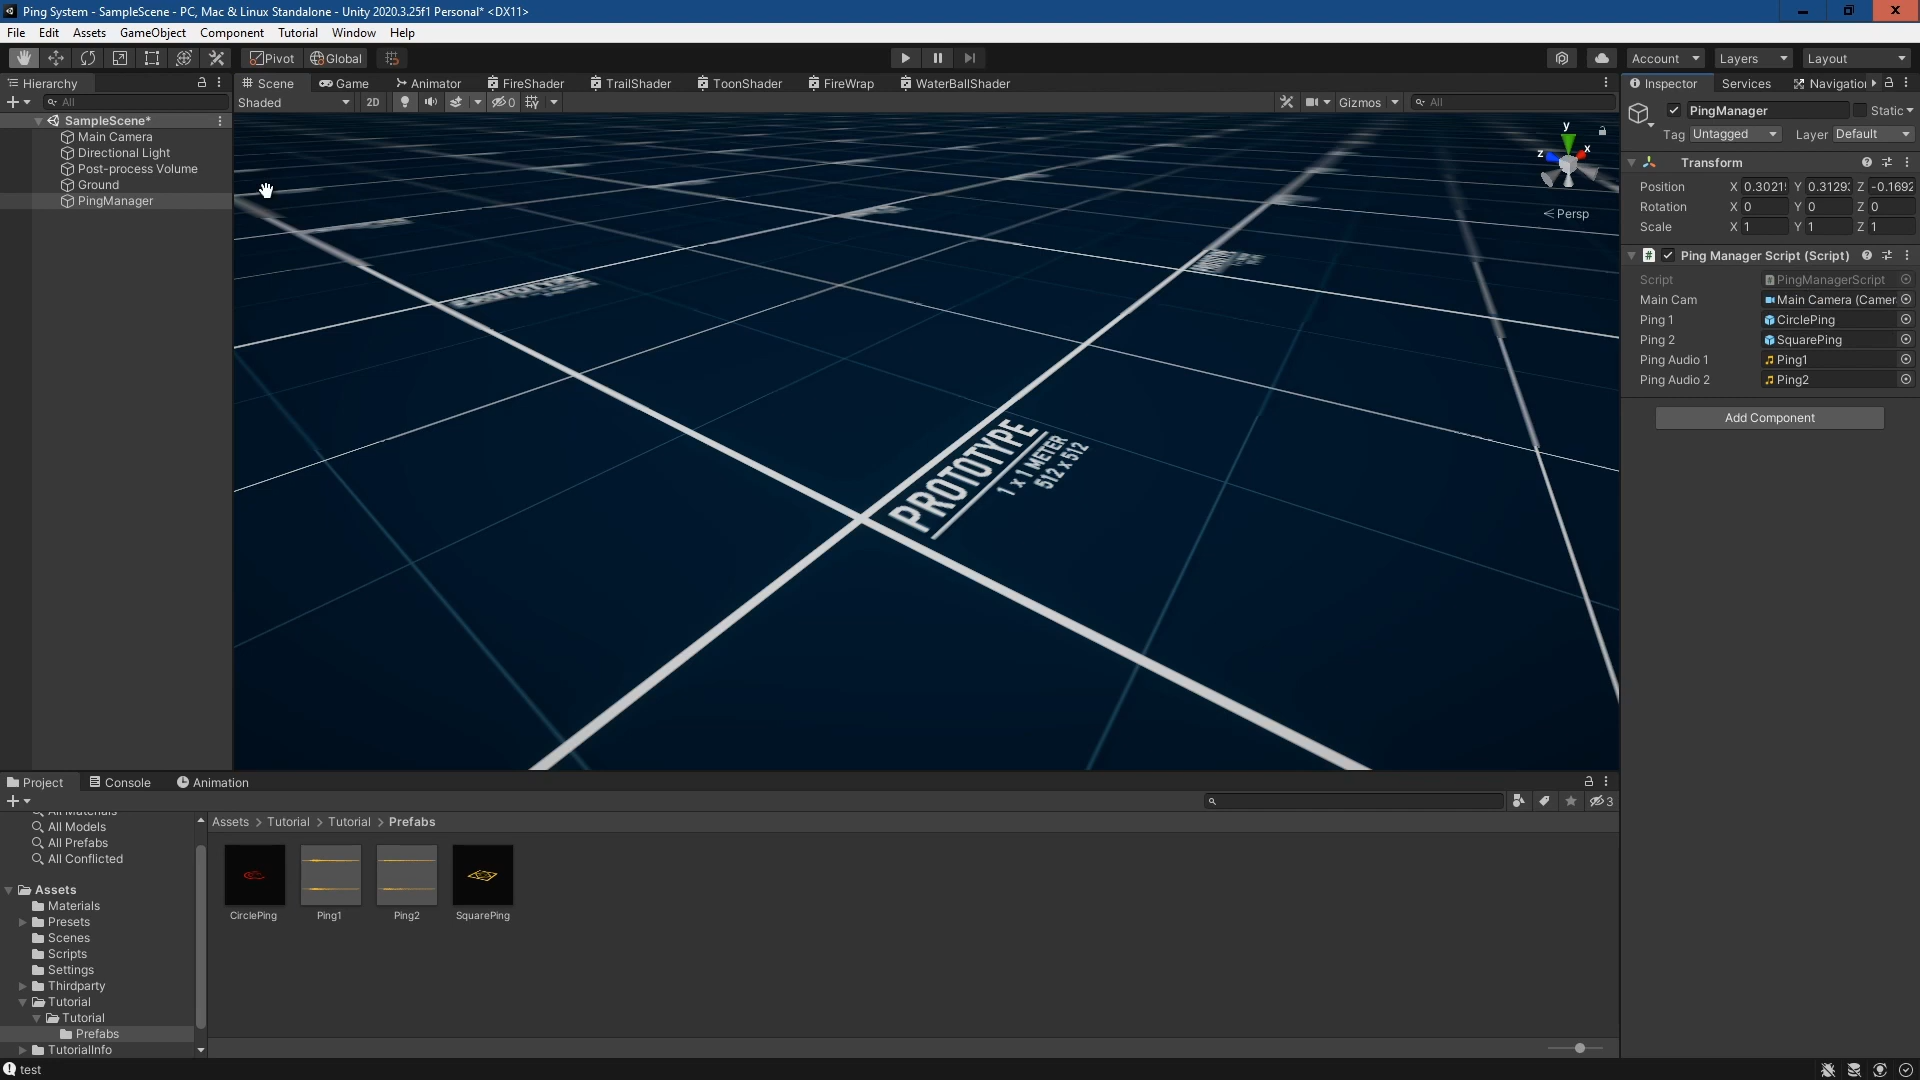 Ping System - SampleScene - PC, Mac & Linux Standalone - Unity 2020.3.25f1 Personal* <DX11>
File Edit Assets GameObject Component Tutorial Window Help
Pivot Global Account Layers Layout
Hierarchy
All
SampleScene*
Main Camera
Directional Light
Post-process Volume
Ground
PingManager
Scene Game Animator FireShader TrailShader ToonShader FireWrap WaterBallShader
Shaded 2D 0 Gizmos All
y
z x
Persp
PROTOTYPE
1 x 1 METER
512 x 512
PROTOTYPE
Inspector Services Navigation
PingManager Static
Tag Untagged Layer Default
Transform
Position X 0.3021 Y 0.3129 Z -0.1692
Rotation X 0 Y 0 Z 0
Scale X 1 Y 1 Z 1
# Ping Manager Script (Script)
Script PingManagerScript
Main Cam Main Camera (Camer
Ping 1 CirclePing
Ping 2 SquarePing
Ping Audio 1 Ping1
Ping Audio 2 Ping2
Add Component
Project Console Animation
3
All Materials
All Models
All Prefabs
All Conflicted
Assets
Materials
Presets
Scenes
Scripts
Settings
Thirdparty
Tutorial
Tutorial
Prefabs
TutorialInfo
Assets > Tutorial > Tutorial > Prefabs
CirclePing Ping1 Ping2 SquarePing
test